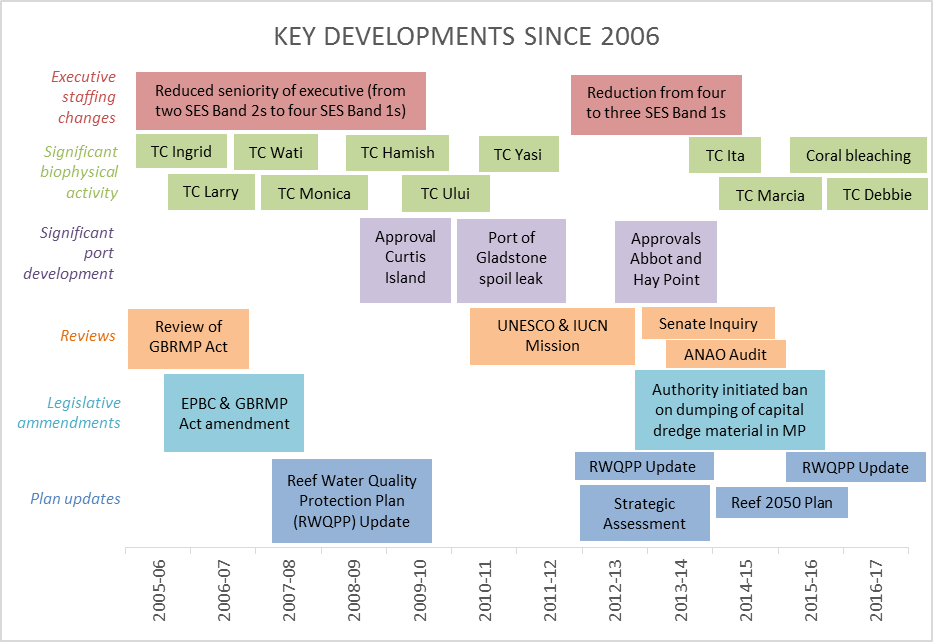 KEY DEVELOPMENTS SINCE 2006
Executive
staffing
changes
Reduced seniority of executive (from
two SES Band 2s to four SES Band 1s)
Reduction from four
to three SES Band 1s
Significant
biophysical
activity
TC Ingrid
TC Wati
TC Hamish
TC Yasi
TC Ita
Coral bleaching
TC Larry
TC Monica
TC Ului
TC Marcia
TC Debbie
Significant
port
development
Approval
Curtis
Island
Port of
Gladstone
spoil leak
Approvals
Abbot and
Hay Point
Reviews
Review of
GBRMP Act
UNESCO & IUCN
Mission
Senate Inquiry
ANAO Audit
Legislative
ammendments
EPBC & GBRMP
Act amendment
Authority initiated ban
on dumping of capital
dredge material in MP
Plan updates
Reef Water Quality
Protection Plan
(RWQPP) Update
RWQPP Update
RWQPP Update
Strategic
Assessment
Reef 2050 Plan
2005-06
2006-07
2007-08
2008-09
2009-10
2010-11
2011-12
2012-13
2013-14
2014-15
2015-16
2016-17